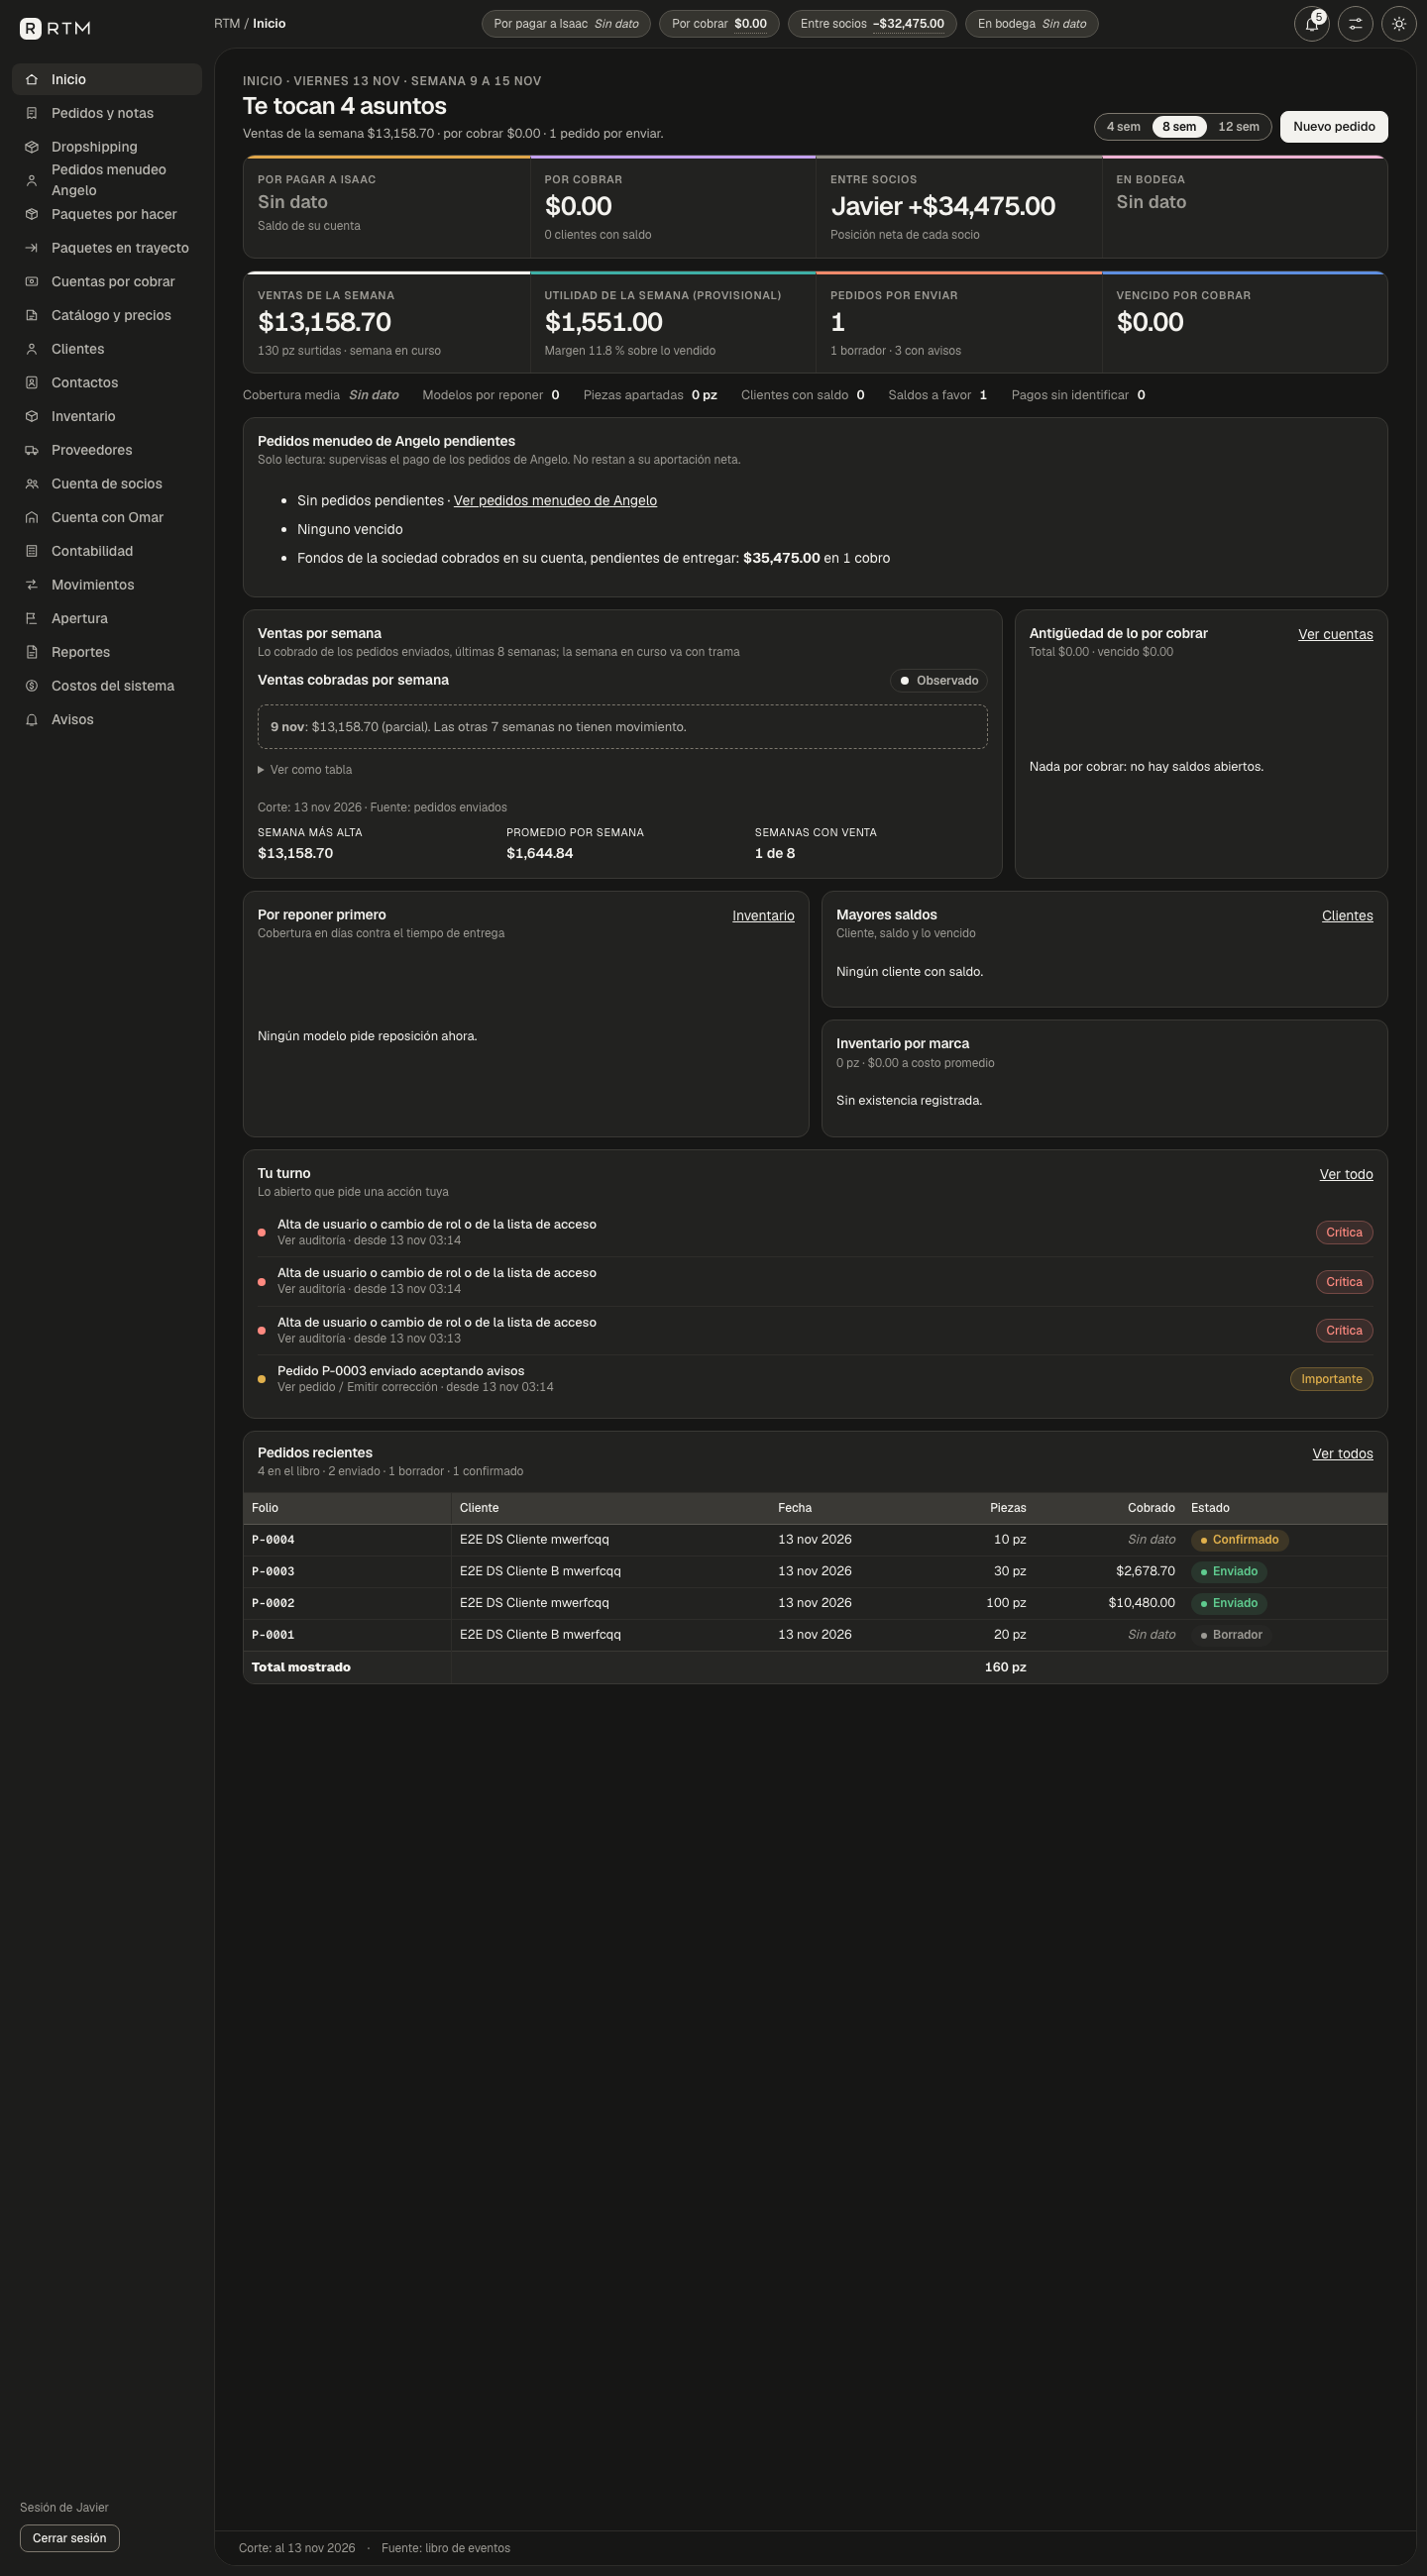 R RTM
RTM / Inicio
Por pagar a Isaac Sin dato
Por cobrar $0.00
Entre socios −$32,475.00
En bodega Sin dato
5
Inicio
Pedidos y notas
Dropshipping
Pedidos menudeo
Angelo
Paquetes por hacer
Paquetes en trayecto
Cuentas por cobrar
Catálogo y precios
Clientes
Contactos
Inventario
Proveedores
Cuenta de socios
Cuenta con Omar
Contabilidad
Movimientos
Apertura
Reportes
Costos del sistema
Avisos
INICIO · VIERNES 13 NOV · SEMANA 9 A 15 NOV
Te tocan 4 asuntos
Ventas de la semana $13,158.70 · por cobrar $0.00 · 1 pedido por enviar.
4 sem 8 sem 12 sem
Nuevo pedido
POR PAGAR A ISAAC
Sin dato
Saldo de su cuenta
POR COBRAR
$0.00
0 clientes con saldo
ENTRE SOCIOS
Javier +$34,475.00
Posición neta de cada socio
EN BODEGA
Sin dato
VENTAS DE LA SEMANA
$13,158.70
130 pz surtidas · semana en curso
UTILIDAD DE LA SEMANA (PROVISIONAL)
$1,551.00
Margen 11.8 % sobre lo vendido
PEDIDOS POR ENVIAR
1
1 borrador · 3 con avisos
VENCIDO POR COBRAR
$0.00
Cobertura media Sin dato Modelos por reponer 0 Piezas apartadas 0 pz Clientes con saldo 0 Saldos a favor 1 Pagos sin identificar 0
Pedidos menudeo de Angelo pendientes
Solo lectura: supervisas el pago de los pedidos de Angelo. No restan a su aportación neta.
• Sin pedidos pendientes · Ver pedidos menudeo de Angelo
• Ninguno vencido
• Fondos de la sociedad cobrados en su cuenta, pendientes de entregar: $35,475.00 en 1 cobro
Ventas por semana
Lo cobrado de los pedidos enviados, últimas 8 semanas; la semana en curso va con trama
Ventas cobradas por semana
Observado
9 nov: $13,158.70 (parcial). Las otras 7 semanas no tienen movimiento.
Ver como tabla
Corte: 13 nov 2026 · Fuente: pedidos enviados
SEMANA MÁS ALTA
$13,158.70
PROMEDIO POR SEMANA
$1,644.84
SEMANAS CON VENTA
1 de 8
Antigüedad de lo por cobrar
Ver cuentas
Total $0.00 · vencido $0.00
Nada por cobrar: no hay saldos abiertos.
Por reponer primero
Inventario
Cobertura en días contra el tiempo de entrega
Ningún modelo pide reposición ahora.
Mayores saldos
Clientes
Cliente, saldo y lo vencido
Ningún cliente con saldo.
Inventario por marca
0 pz · $0.00 a costo promedio
Sin existencia registrada.
Tu turno
Ver todo
Lo abierto que pide una acción tuya
Alta de usuario o cambio de rol o de la lista de acceso
Ver auditoría · desde 13 nov 03:14
Crítica
Alta de usuario o cambio de rol o de la lista de acceso
Ver auditoría · desde 13 nov 03:14
Crítica
Alta de usuario o cambio de rol o de la lista de acceso
Ver auditoría · desde 13 nov 03:13
Crítica
Pedido P-0003 enviado aceptando avisos
Ver pedido / Emitir corrección · desde 13 nov 03:14
Importante
Pedidos recientes
Ver todos
4 en el libro · 2 enviado · 1 borrador · 1 confirmado
Folio Cliente Fecha Piezas Cobrado Estado
P-0004 E2E DS Cliente mwerfcqq 13 nov 2026 10 pz Sin dato Confirmado
P-0003 E2E DS Cliente B mwerfcqq 13 nov 2026 30 pz $2,678.70 Enviado
P-0002 E2E DS Cliente mwerfcqq 13 nov 2026 100 pz $10,480.00 Enviado
P-0001 E2E DS Cliente B mwerfcqq 13 nov 2026 20 pz Sin dato Borrador
Total mostrado 160 pz
Sesión de Javier
Cerrar sesión
Corte: al 13 nov 2026 · Fuente: libro de eventos